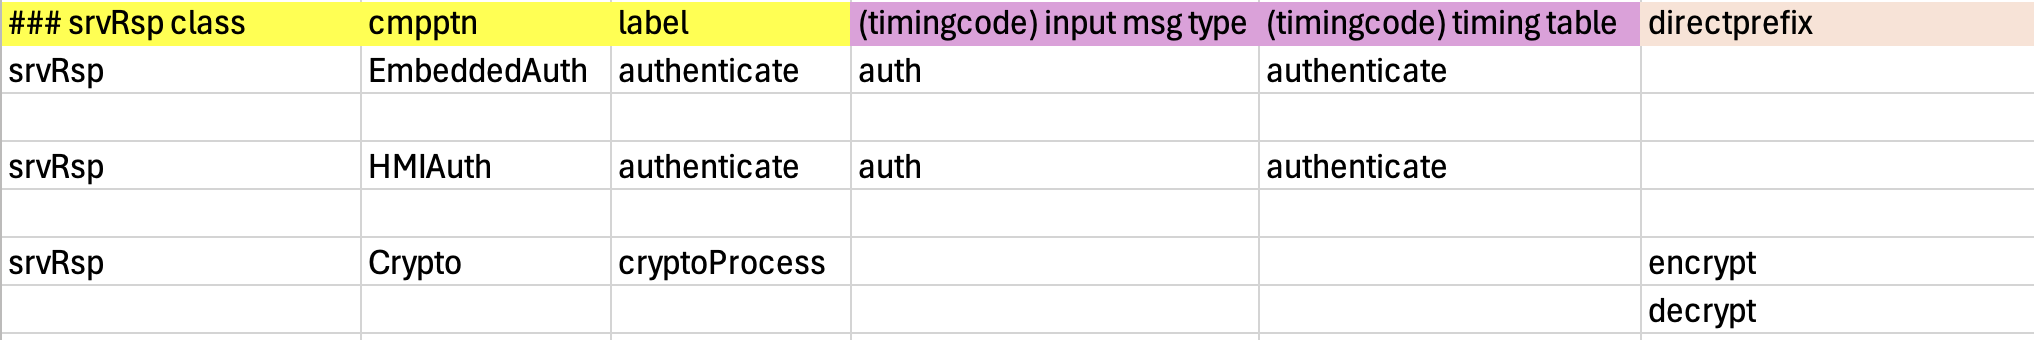 ### srvRsp class cmpptn label (timingcode) input msg type (timingcode) timing table directprefix
srvRsp EmbeddedAuth authenticate auth authenticate
srvRsp HMIAuth authenticate auth authenticate
srvRsp Crypto cryptoProcess encrypt
decrypt